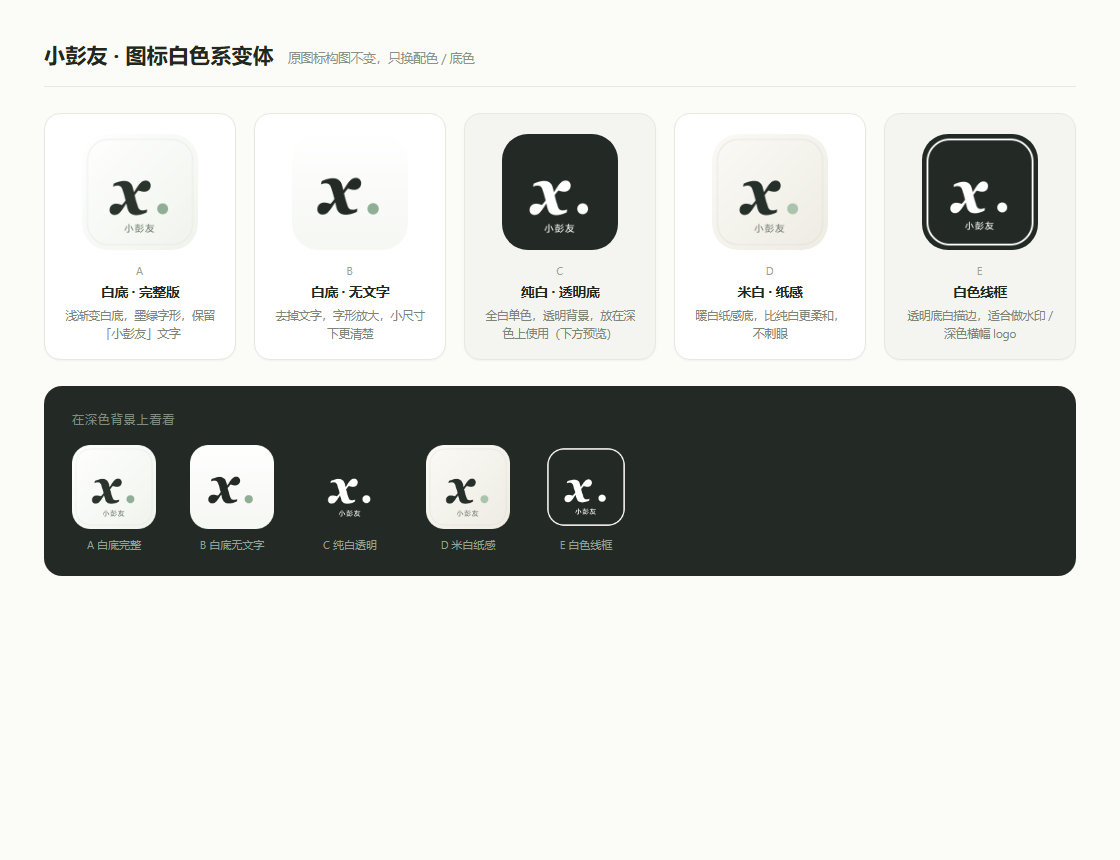 小彭友 · 图标白色系变体 原图标构图不变，只换配色 / 底色
x.
小彭友
A
白底 · 完整版
浅渐变白底，墨绿字形，保留
「小彭友」文字
x.
B
白底 · 无文字
去掉文字，字形放大，小尺寸
下更清楚
x.
小彭友
C
纯白 · 透明底
全白单色，透明背景，放在深
色上使用（下方预览）
x.
小彭友
D
米白 · 纸感
暖白纸感底，比纯白更柔和，
不刺眼
x.
小彭友
E
白色线框
透明底白描边，适合做水印 /
深色横幅 logo
在深色背景上看看
x.
小彭友
A 白底完整
x.
B 白底无文字
x.
小彭友
C 纯白透明
x.
小彭友
D 米白纸感
x.
小彭友
E 白色线框